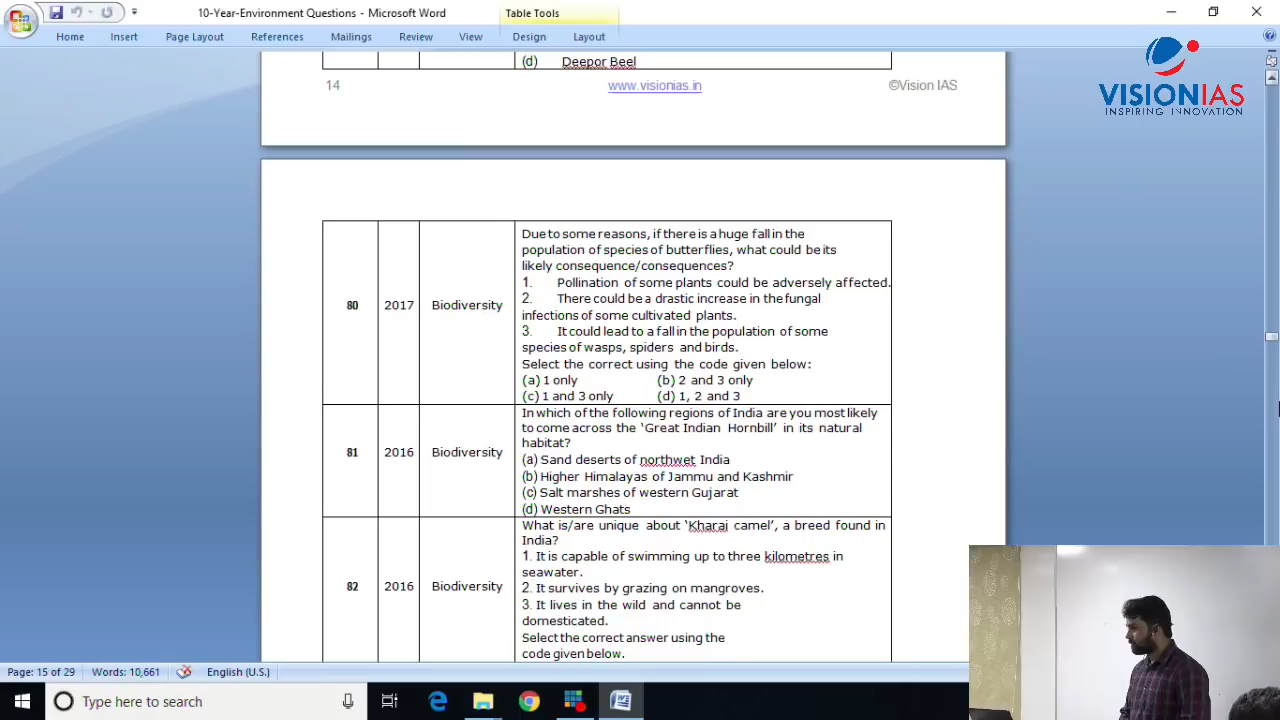 10-Year-Environment Questions - Microsoft Word
Table Tools
Home Insert Page Layout References Mailings Review View Design Layout
VISIONIAS
INSPIRING INNOVATION
(d) Deepor Beel
14 www.visionias.in ©Vision IAS
Due to some reasons, if there is a huge fall in the
population of species of butterflies, what could be its
likely consequence/consequences?
1. Pollination of some plants could be adversely affected.
2. There could be a drastic increase in the fungal
80 2017 Biodiversity
infections of some cultivated plants.
3. It could lead to a fall in the population of some
species of wasps, spiders and birds.
Select the correct using the code given below:
(a) 1 only (b) 2 and 3 only
(c) 1 and 3 only (d) 1, 2 and 3
In which of the following regions of India are you most likely
to come across the ‘Great Indian Hornbill’ in its natural
habitat?
81 2016 Biodiversity
(a) Sand deserts of northwet India
(b) Higher Himalayas of Jammu and Kashmir
(c) Salt marshes of western Gujarat
(d) Western Ghats
What is/are unique about ‘Kharai camel’, a breed found in
India?
1. It is capable of swimming up to three kilometres in
seawater.
82 2016 Biodiversity
2. It survives by grazing on mangroves.
3. It lives in the wild and cannot be
domesticated.
Select the correct answer using the
code given below.
Page: 15 of 29 Words: 10,661 English (U.S.)
Type here to search